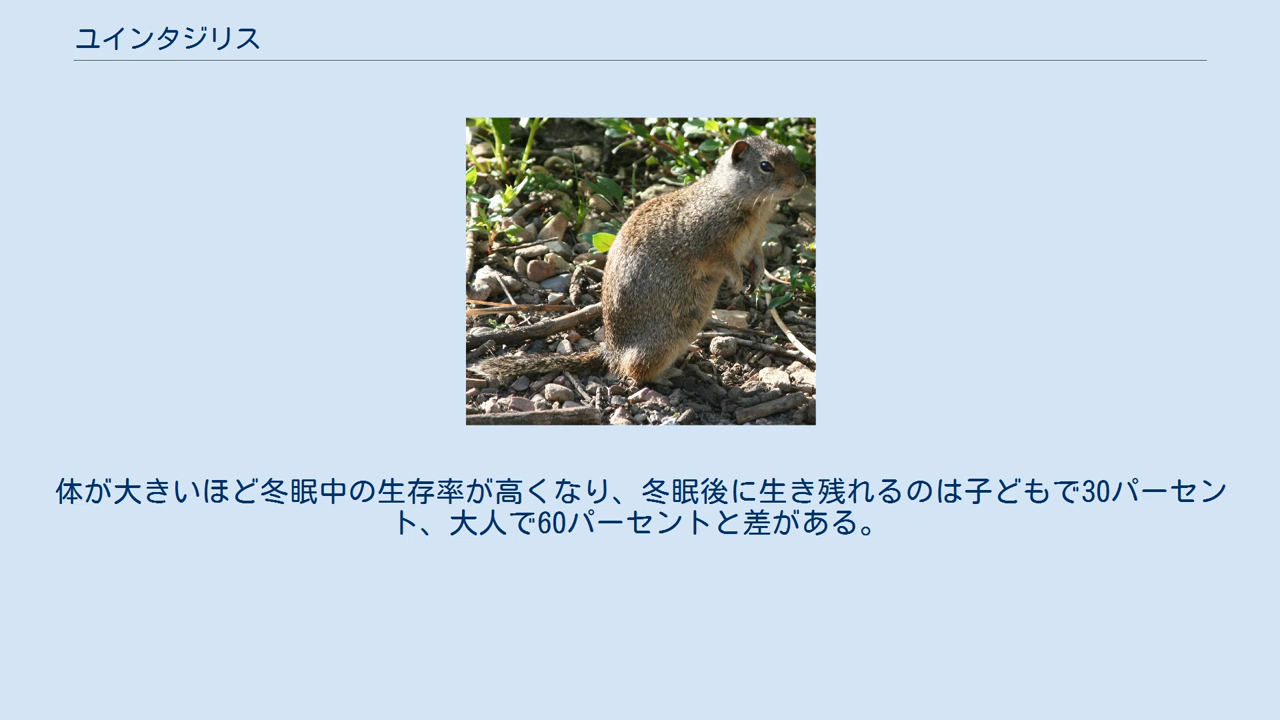 ユインタジリス
体が大きいほど冬眠中の生存率が高くなり、冬眠後に生き残れるのは子どもで30パーセン
ト、大人で60パーセントと差がある。